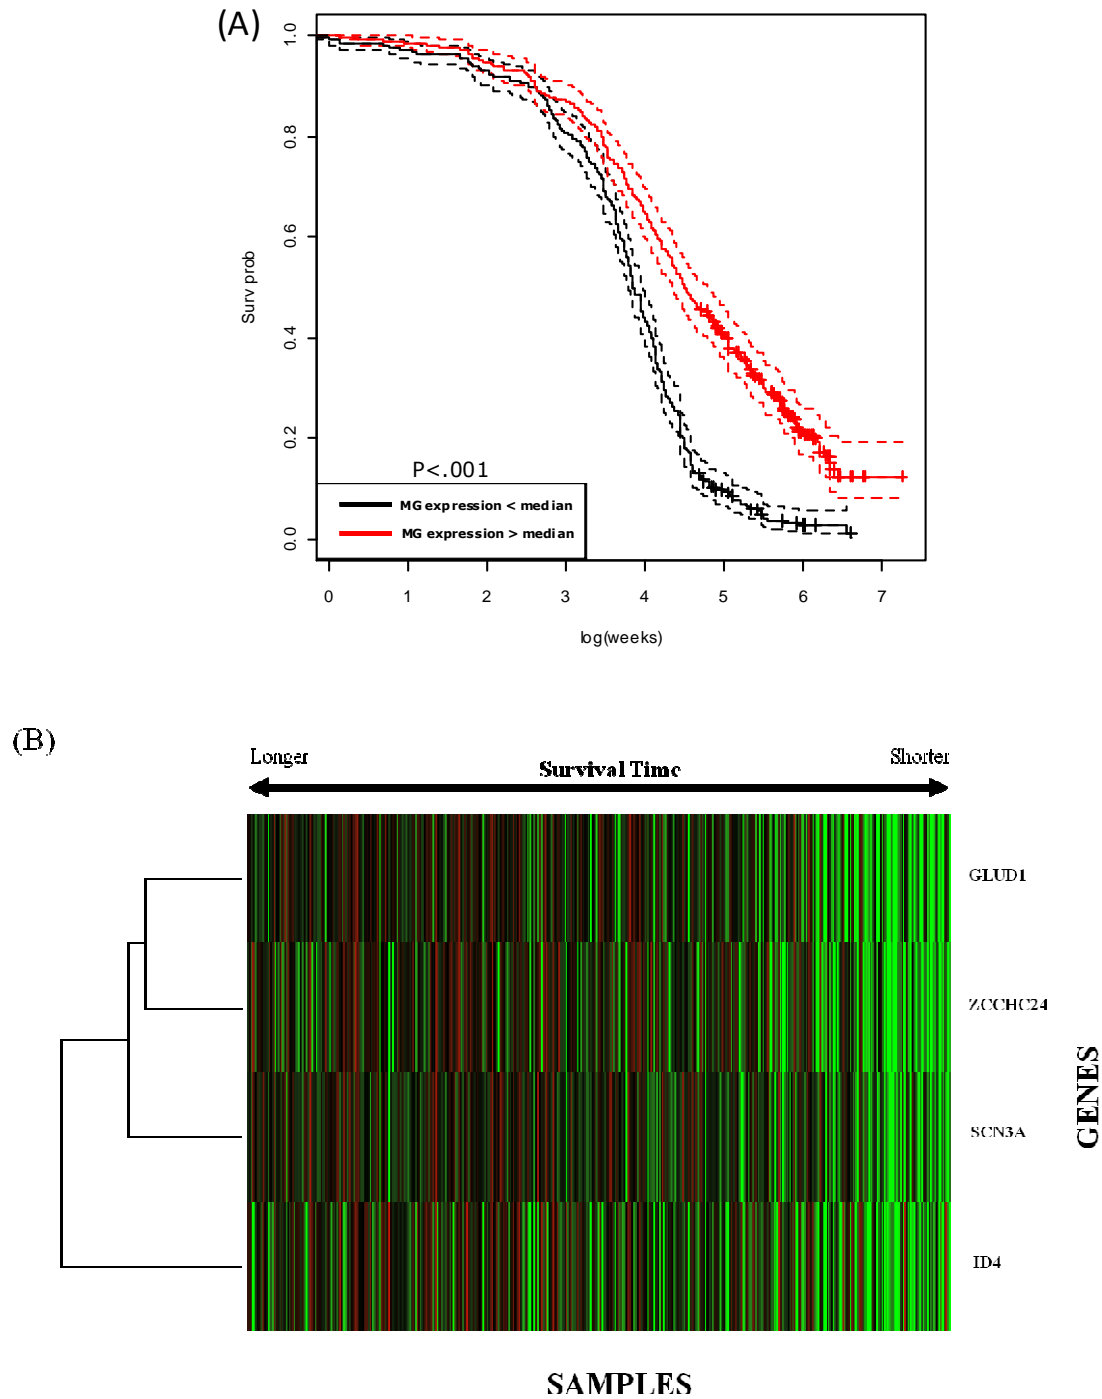 (A)
1.0
0.8
0.6
0.4
0.2
0.0
Surv prob
P<.001
MG expression < median
MG expression > median
0 1 2 3 4 5 6 7
log(weeks)
(B)
Longer Shorter
Survival Time
GLUD1
ZCCHC24
SCN3A
ID4
GENES
SAMPLES